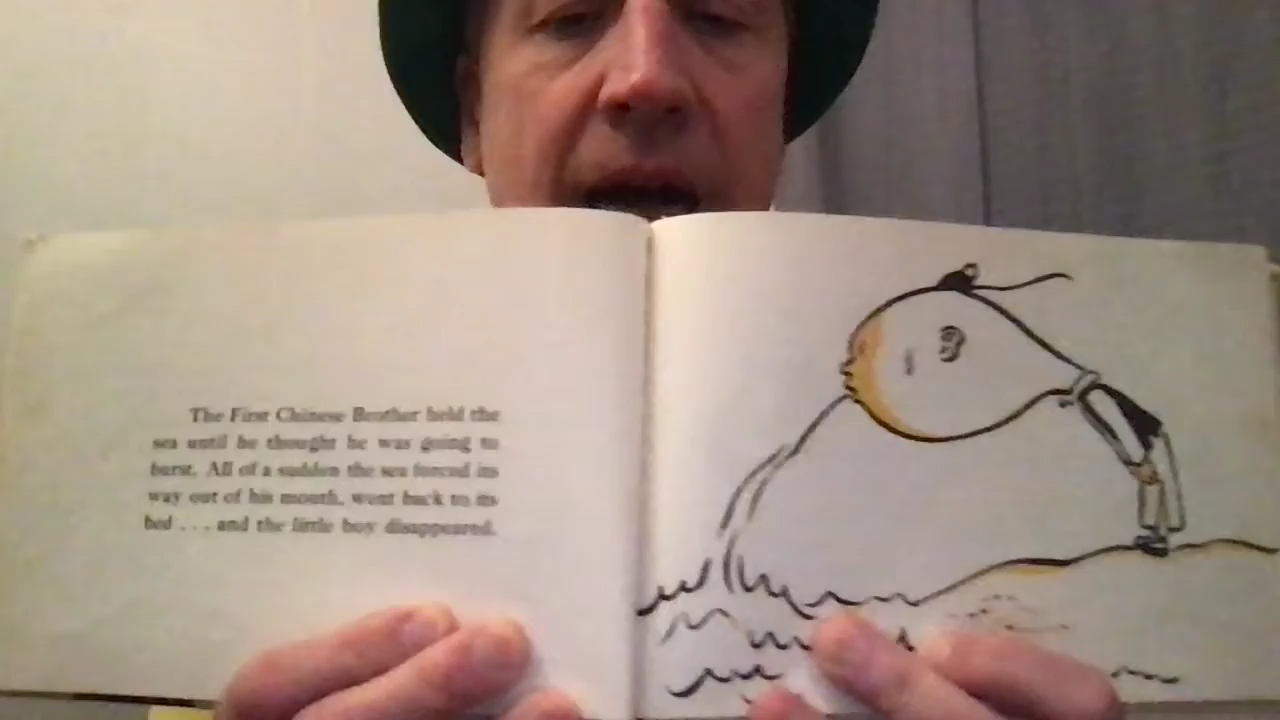 The First Chinese Brother held the
sea until he thought he was going to
burst. All of a sudden the sea forced its
way out of his mouth, went back to its
bed . . . and the little boy disappeared.